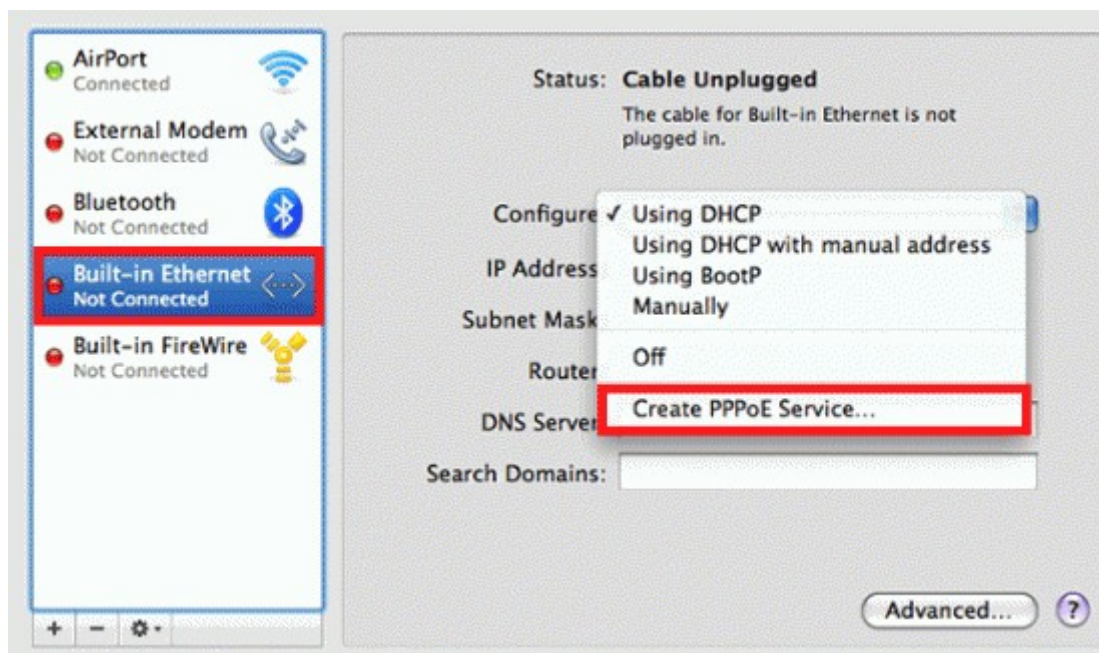 AirPort
Connected
External Modem
Not Connected
Bluetooth
Not Connected
Built-in Ethernet
Not Connected
Built-in FireWire
Not Connected
+ −
Status: Cable Unplugged
The cable for Built-in Ethernet is not
plugged in.
Configure ✓ Using DHCP
Using DHCP with manual address
Using BootP
Manually
Off
Create PPPoE Service...
IP Address
Subnet Mask
Router
DNS Server
Search Domains:
Advanced... ?